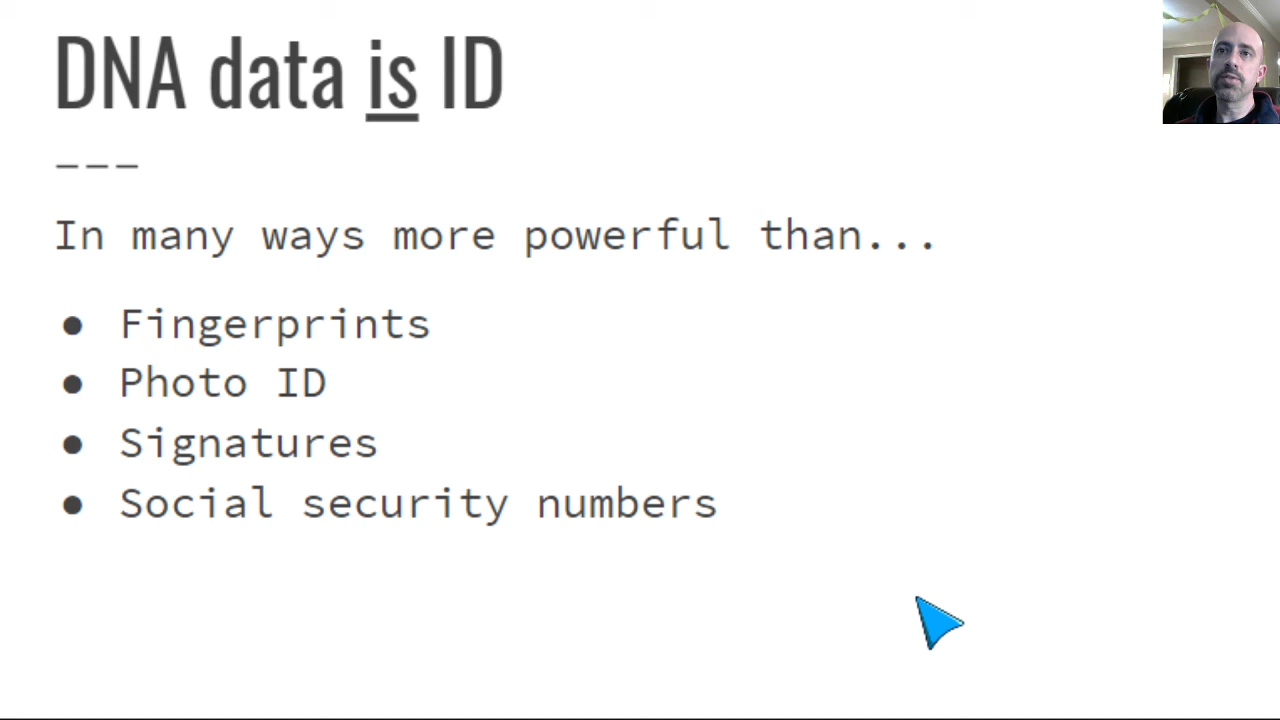 DNA data is ID
---
In many ways more powerful than...
● Fingerprints
● Photo ID
● Signatures
● Social security numbers